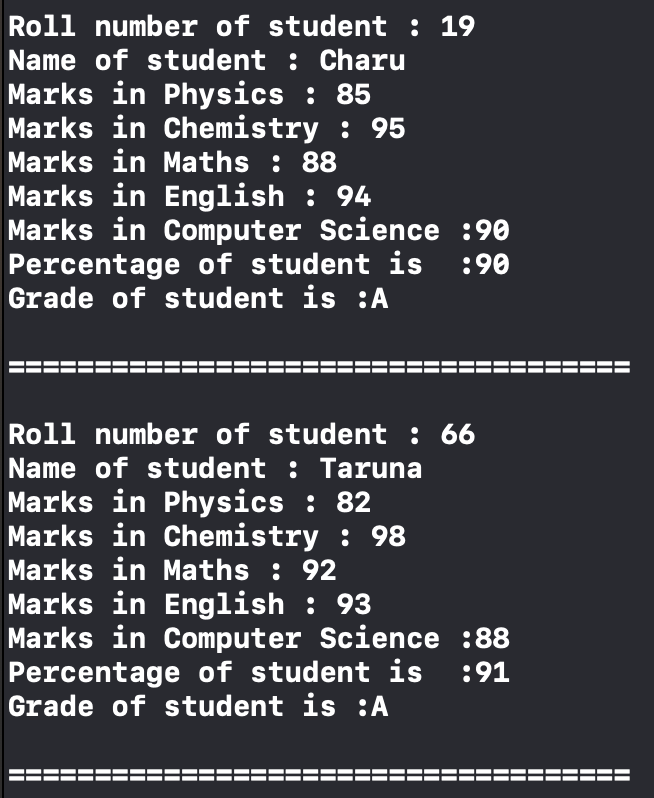 Roll number of student : 19
Name of student : Charu
Marks in Physics : 85
Marks in Chemistry : 95
Marks in Maths : 88
Marks in English : 94
Marks in Computer Science :90
Percentage of student is  :90
Grade of student is :A
====================================
Roll number of student : 66
Name of student : Taruna
Marks in Physics : 82
Marks in Chemistry : 98
Marks in Maths : 92
Marks in English : 93
Marks in Computer Science :88
Percentage of student is  :91
Grade of student is :A
====================================